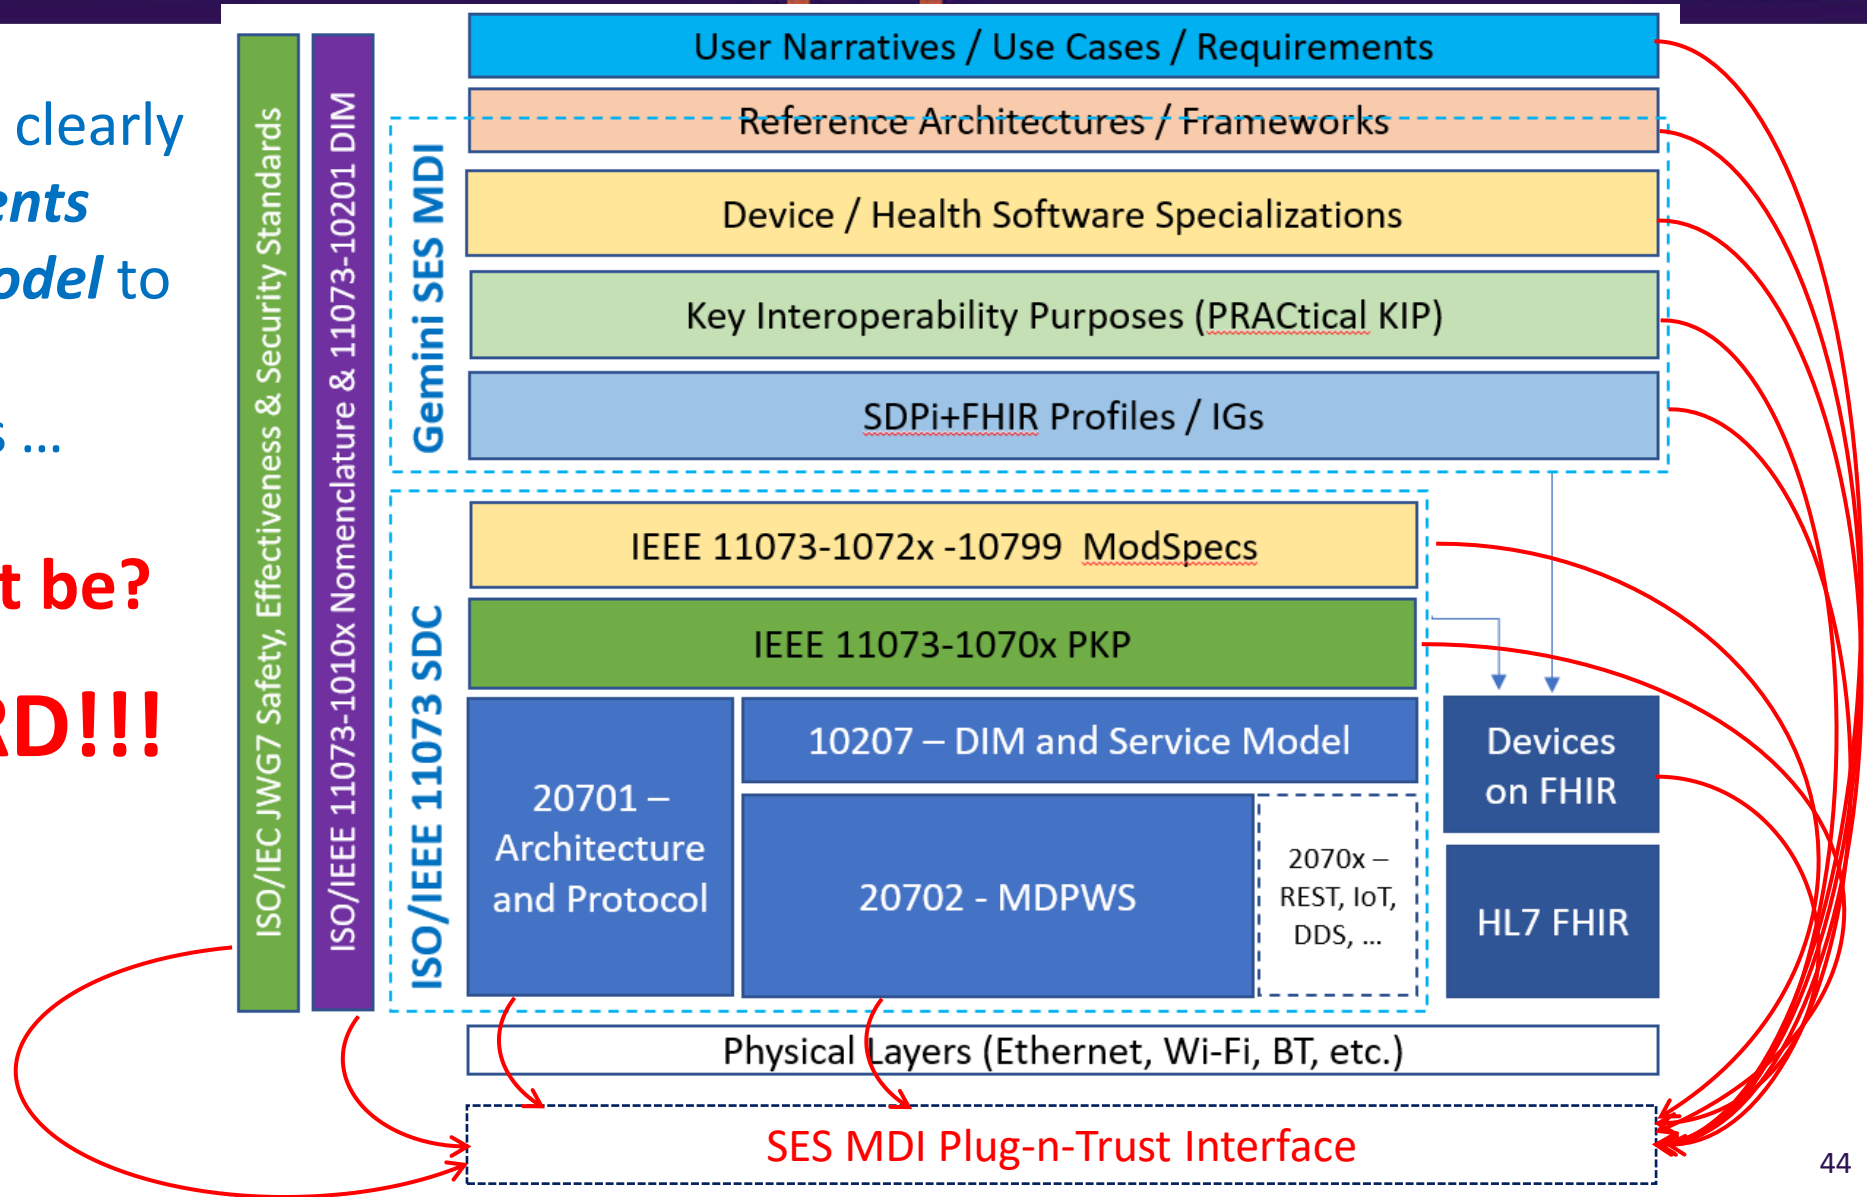 clearly
ents
odel to
s ...
t be?
RD!!!
ISO/IEC JWG7 Safety, Effectiveness & Security Standards
ISO/IEEE 11073-1010x Nomenclature & 11073-10201 DIM
User Narratives / Use Cases / Requirements
Gemini SES MDI
Reference Architectures / Frameworks
Device / Health Software Specializations
Key Interoperability Purposes (PRACtical KIP)
SDPi+FHIR Profiles / IGs
ISO/IEEE 11073 SDC
IEEE 11073-1072x -10799 ModSpecs
IEEE 11073-1070x PKP
20701 –
Architecture
and Protocol
10207 – DIM and Service Model
20702 - MDPWS
2070x –
REST, IoT,
DDS, ...
Devices
on FHIR
HL7 FHIR
Physical Layers (Ethernet, Wi-Fi, BT, etc.)
SES MDI Plug-n-Trust Interface
44